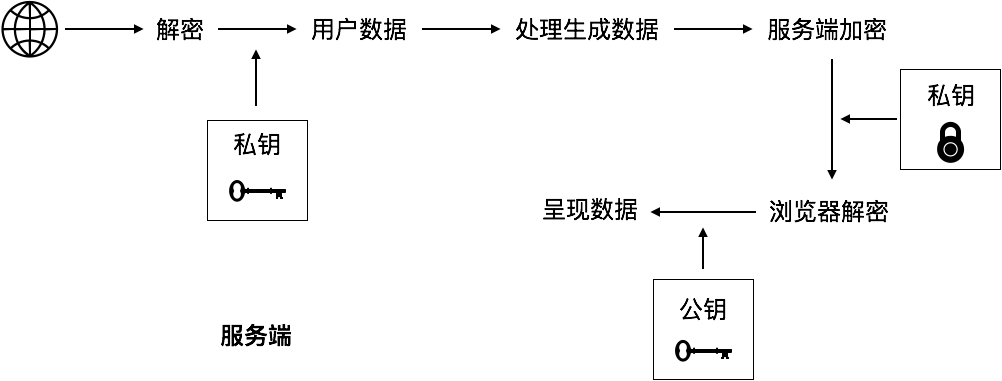 解密
用户数据
处理生成数据
服务端加密
私钥
私钥
呈现数据
浏览器解密
公钥
服务端